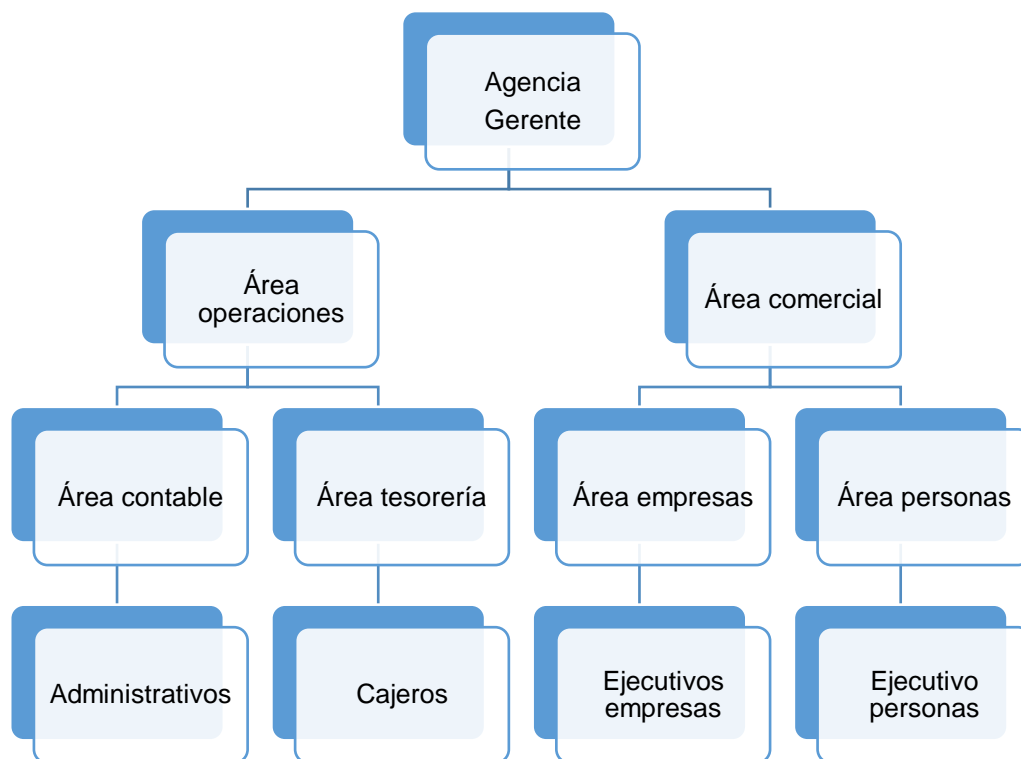 Agencia
Gerente
Área
operaciones
Área comercial
Área contable
Área tesorería
Área empresas
Área personas
Administrativos
Cajeros
Ejecutivos
empresas
Ejecutivo
personas